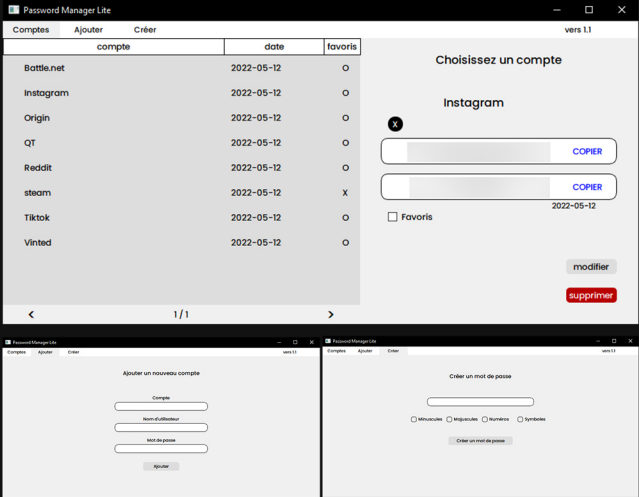 Password Manager Lite
Comptes Ajouter Créer vers 1.1
compte date favoris
Battle.net 2022-05-12 O
Instagram 2022-05-12 O
Origin 2022-05-12 O
QT 2022-05-12 O
Reddit 2022-05-12 O
steam 2022-05-12 X
Tiktok 2022-05-12 O
Vinted 2022-05-12 O
< 1/1 >
Choisissez un compte
Instagram
X
COPIER
COPIER
2022-05-12
Favoris
modifier
supprimer
Password Manager Lite
Comptes Ajouter Créer vers 1.1
Ajouter un nouveau compte
Compte
Nom d'utilisateur
Mot de passe
Ajouter
Password Manager Lite
Comptes Ajouter Créer vers 1.1
Créer un mot de passe
Minuscules Majuscules Numéros Symboles
Créer un mot de passe